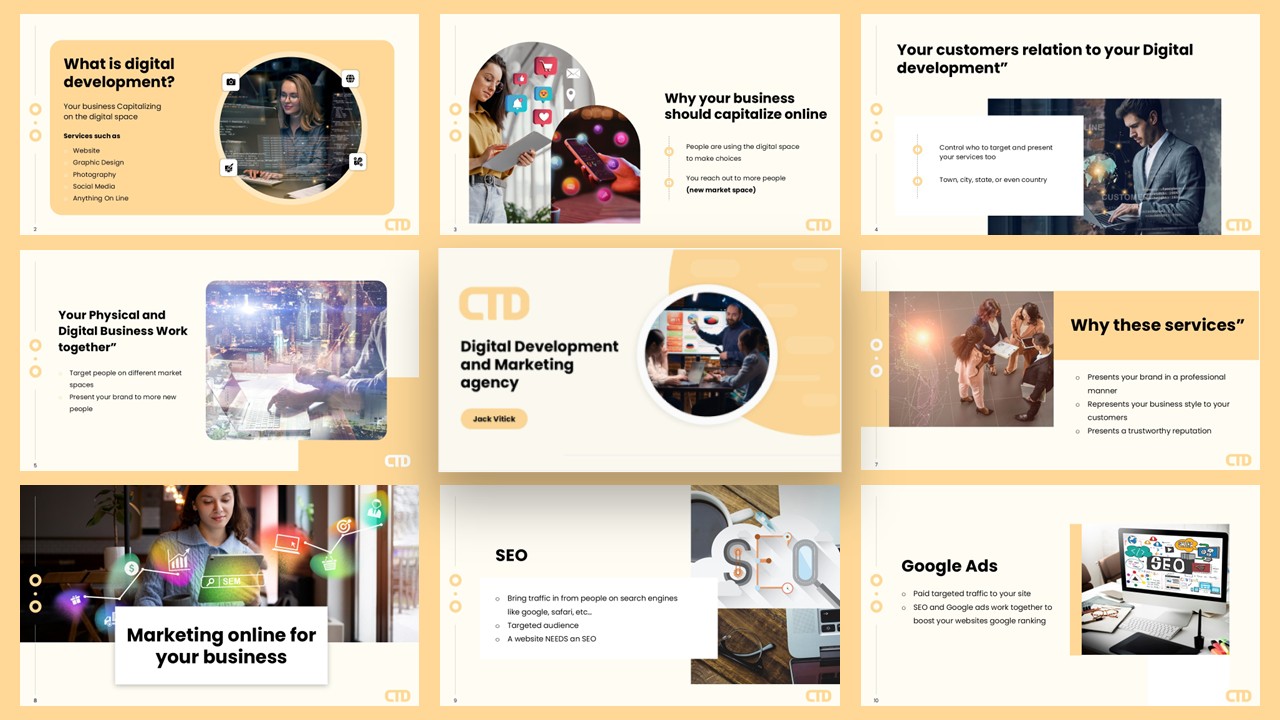 What is digital
development?
Your business Capitalizing
on the digital space
Services such as
Website
Graphic Design
Photography
Social Media
Anything On Line
2
CTD
Why your business
should capitalize online
People are using the digital space
to make choices
You reach out to more people
(new market space)
3
CTD
Your customers relation to your Digital
development”
Control who to target and present
your services too
Town, city, state, or even country
CUSTOMER
4
CTD
Your Physical and
Digital Business Work
together”
Target people on different market
spaces
Present your brand to more new
people
5
CTD
CTD
Digital Development
and Marketing
agency
Jack Vitick
Why these services”
Presents your brand in a professional
manner
Represents your business style to your
customers
Presents a trustworthy reputation
7
CTD
SEM
Marketing online for
your business
8
CTD
SEO
SEO
Bring traffic in from people on search engines
like google, safari, etc..
Targeted audience
A website NEEDS an SEO
9
CTD
Google Ads
Paid targeted traffic to your site
SEO and Google ads work together to
boost your websites google ranking
SEO
10
CTD